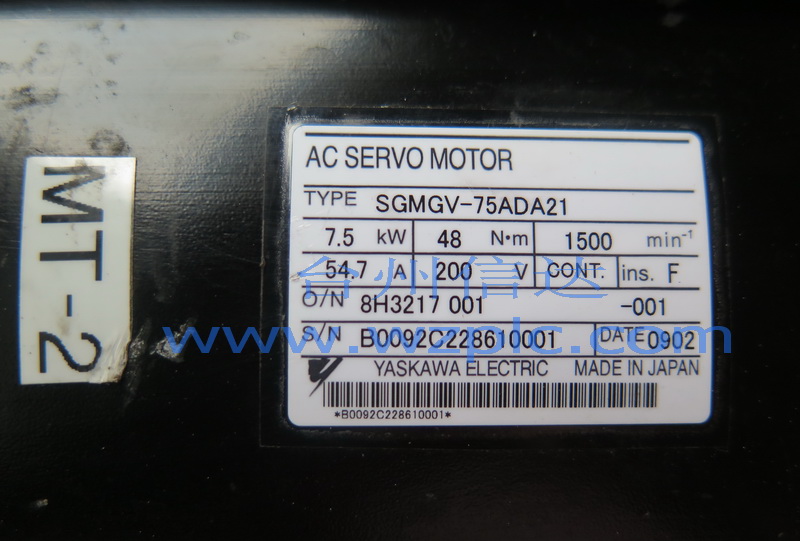 MT-2
AC SERVO MOTOR
TYPE SGMGV-75ADA21
7.5 kW 48 N·m 1500 min⁻¹
54.7 A 200 V CONT. ins. F
台州信达
O/N 8H3217 001 -001
S/N B0092C228610001 DATE 0902
www.wzplc.com
YASKAWA ELECTRIC MADE IN JAPAN
*B0092C228610001*